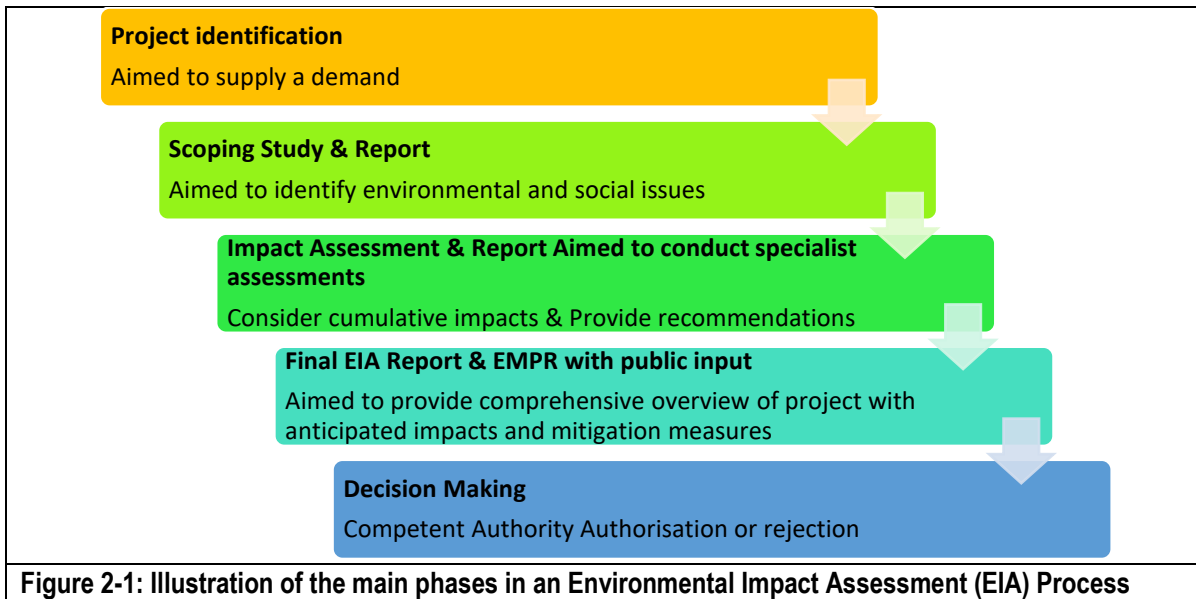 Project identification
Aimed to supply a demand
Scoping Study & Report
Aimed to identify environmental and social issues
Impact Assessment & Report Aimed to conduct specialist
assessments
Consider cumulative impacts & Provide recommendations
Final EIA Report & EMPR with public input
Aimed to provide comprehensive overview of project with
anticipated impacts and mitigation measures
Decision Making
Competent Authority Authorisation or rejection
Figure 2-1: Illustration of the main phases in an Environmental Impact Assessment (EIA) Process